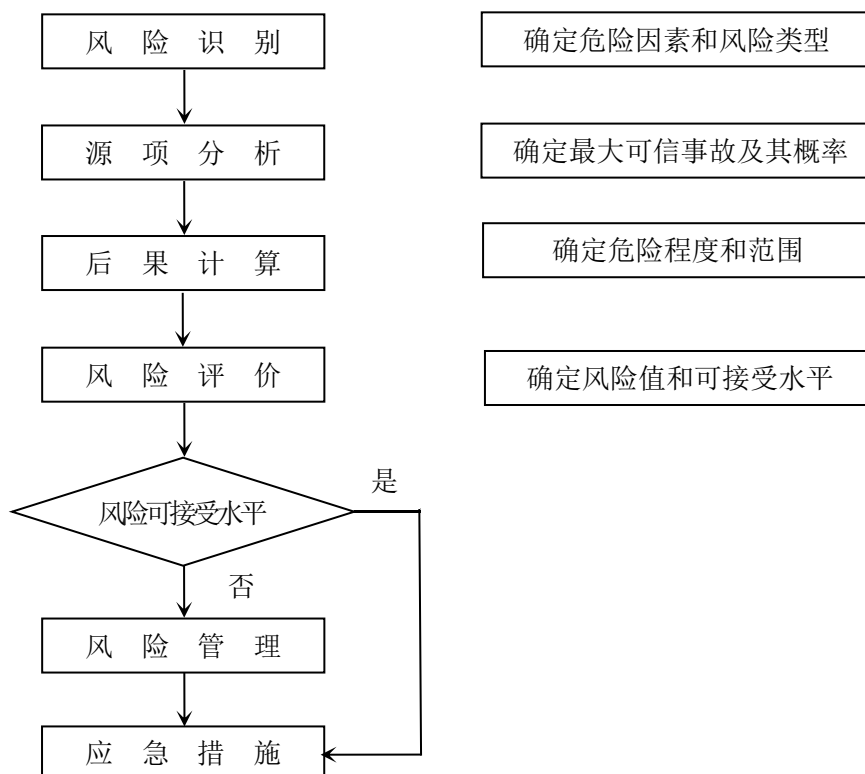 风险识别
确定危险因素和风险类型
源项分析
确定最大可信事故及其概率
后果计算
确定危险程度和范围
风险评价
确定风险值和可接受水平
是
风险可接受水平
否
风险管理
应急措施